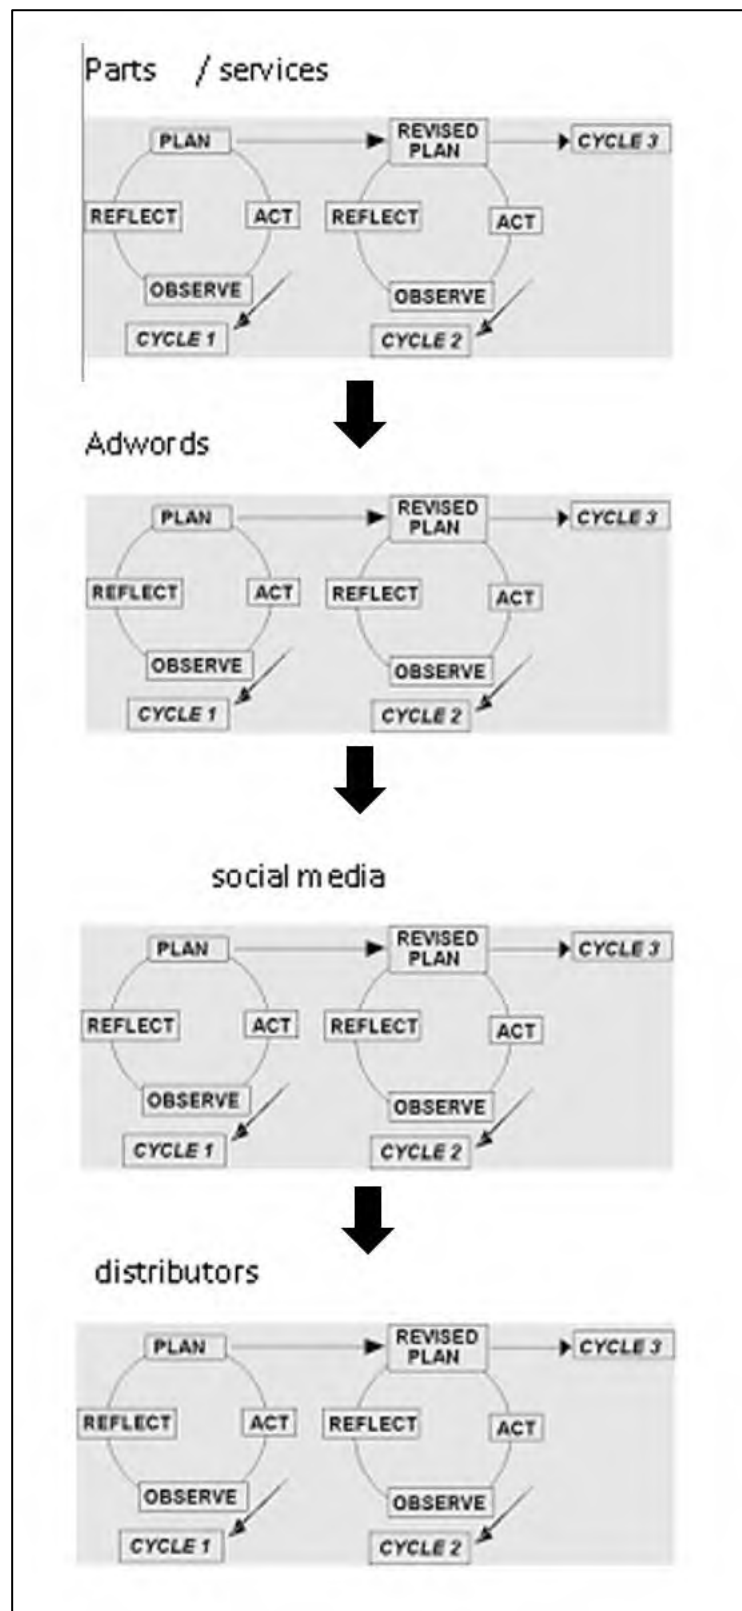 Parts / services
PLAN
REVISED
PLAN
CYCLE 3
REFLECT
ACT
REFLECT
ACT
OBSERVE
OBSERVE
CYCLE 1
CYCLE 2
Adwords
PLAN
REVISED
PLAN
CYCLE 3
REFLECT
ACT
REFLECT
ACT
OBSERVE
OBSERVE
CYCLE 1
CYCLE 2
social media
PLAN
REVISED
PLAN
CYCLE 3
REFLECT
ACT
REFLECT
ACT
OBSERVE
OBSERVE
CYCLE 1
CYCLE 2
distributors
PLAN
REVISED
PLAN
CYCLE 3
REFLECT
ACT
REFLECT
ACT
OBSERVE
OBSERVE
CYCLE 1
CYCLE 2